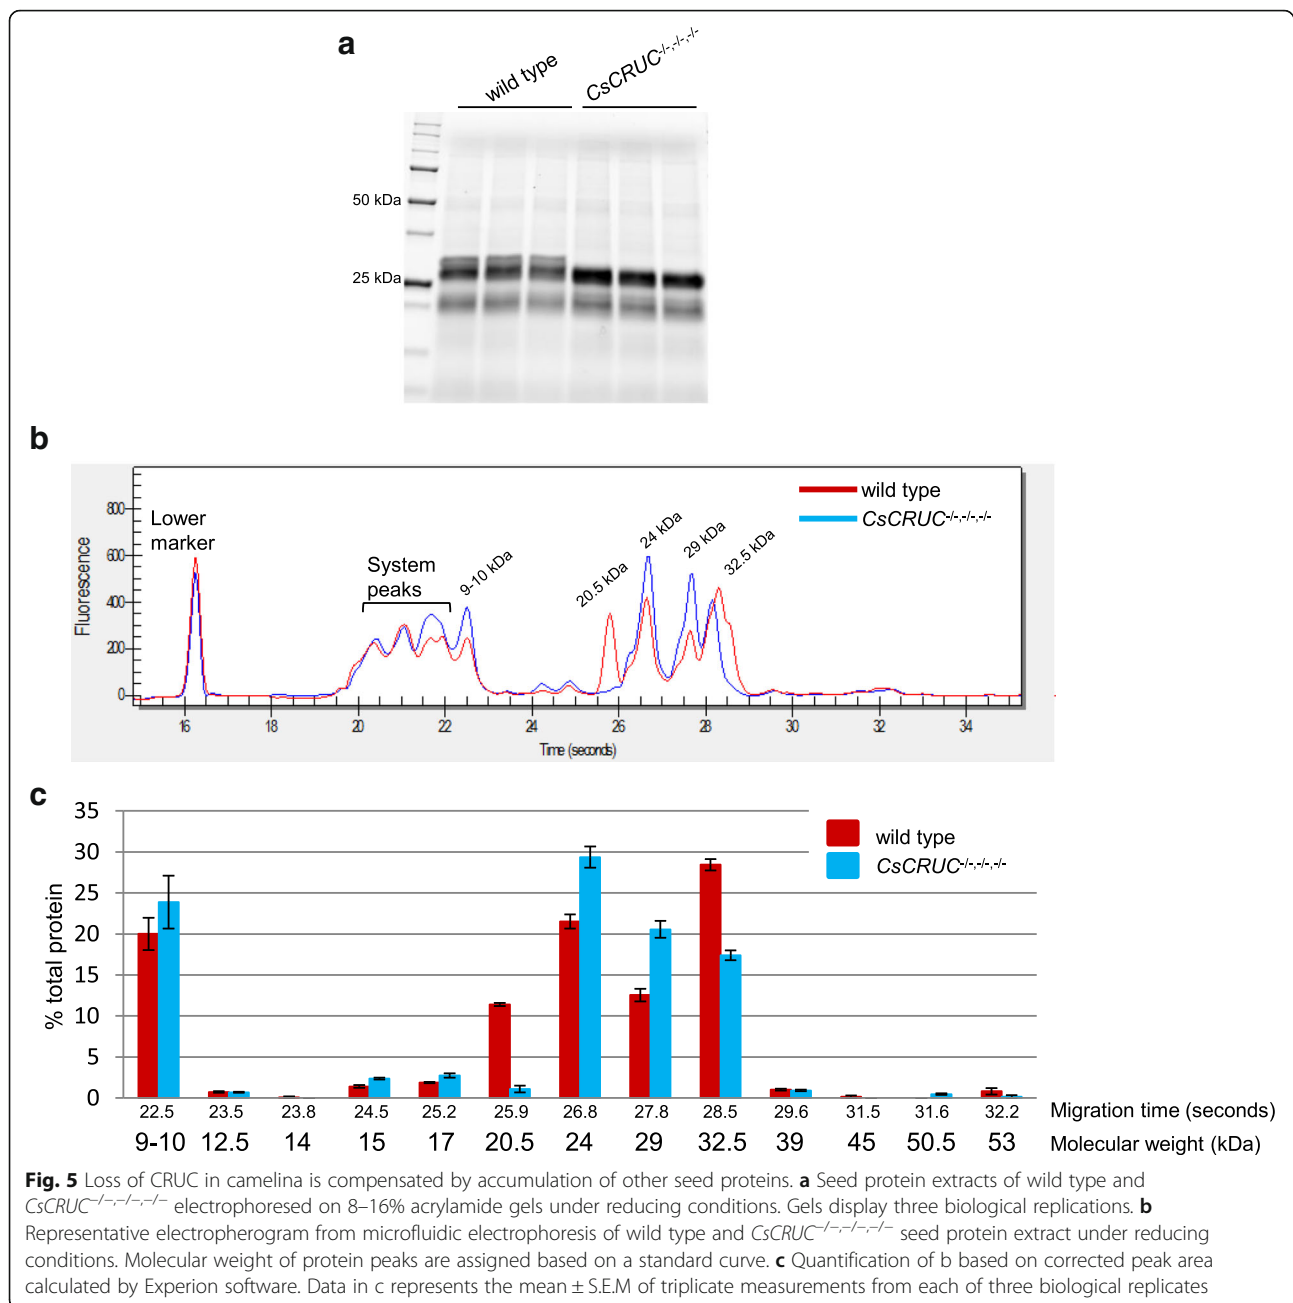 a
wild type
CsCRUC-/-,-/-,-/-
50 kDa
25 kDa
b
800
600
400
200
0
Fluorescence
Lower
marker
System
peaks
9-10 kDa
20.5 kDa
24 kDa
29 kDa
32.5 kDa
wild type
CsCRUC-/-,-/-,-/-
16 18 20 22 24 26 28 30 32 34
Time (seconds)
c
35
30
25
20
15
10
5
0
% total protein
wild type
CsCRUC-/-,-/-,-/-
22.5 23.5 23.8 24.5 25.2 25.9 26.8 27.8 28.5 29.6 31.5 31.6 32.2 Migration time (seconds)
9-10 12.5 14 15 17 20.5 24 29 32.5 39 45 50.5 53 Molecular weight (kDa)
Fig. 5 Loss of CRUC in camelina is compensated by accumulation of other seed proteins. a Seed protein extracts of wild type and
CsCRUC−/−,−/−,−/− electrophoresed on 8–16% acrylamide gels under reducing conditions. Gels display three biological replications. b
Representative electropherogram from microfluidic electrophoresis of wild type and CsCRUC−/−,−/−,−/− seed protein extract under reducing
conditions. Molecular weight of protein peaks are assigned based on a standard curve. c Quantification of b based on corrected peak area
calculated by Experion software. Data in c represents the mean ± S.E.M of triplicate measurements from each of three biological replicates